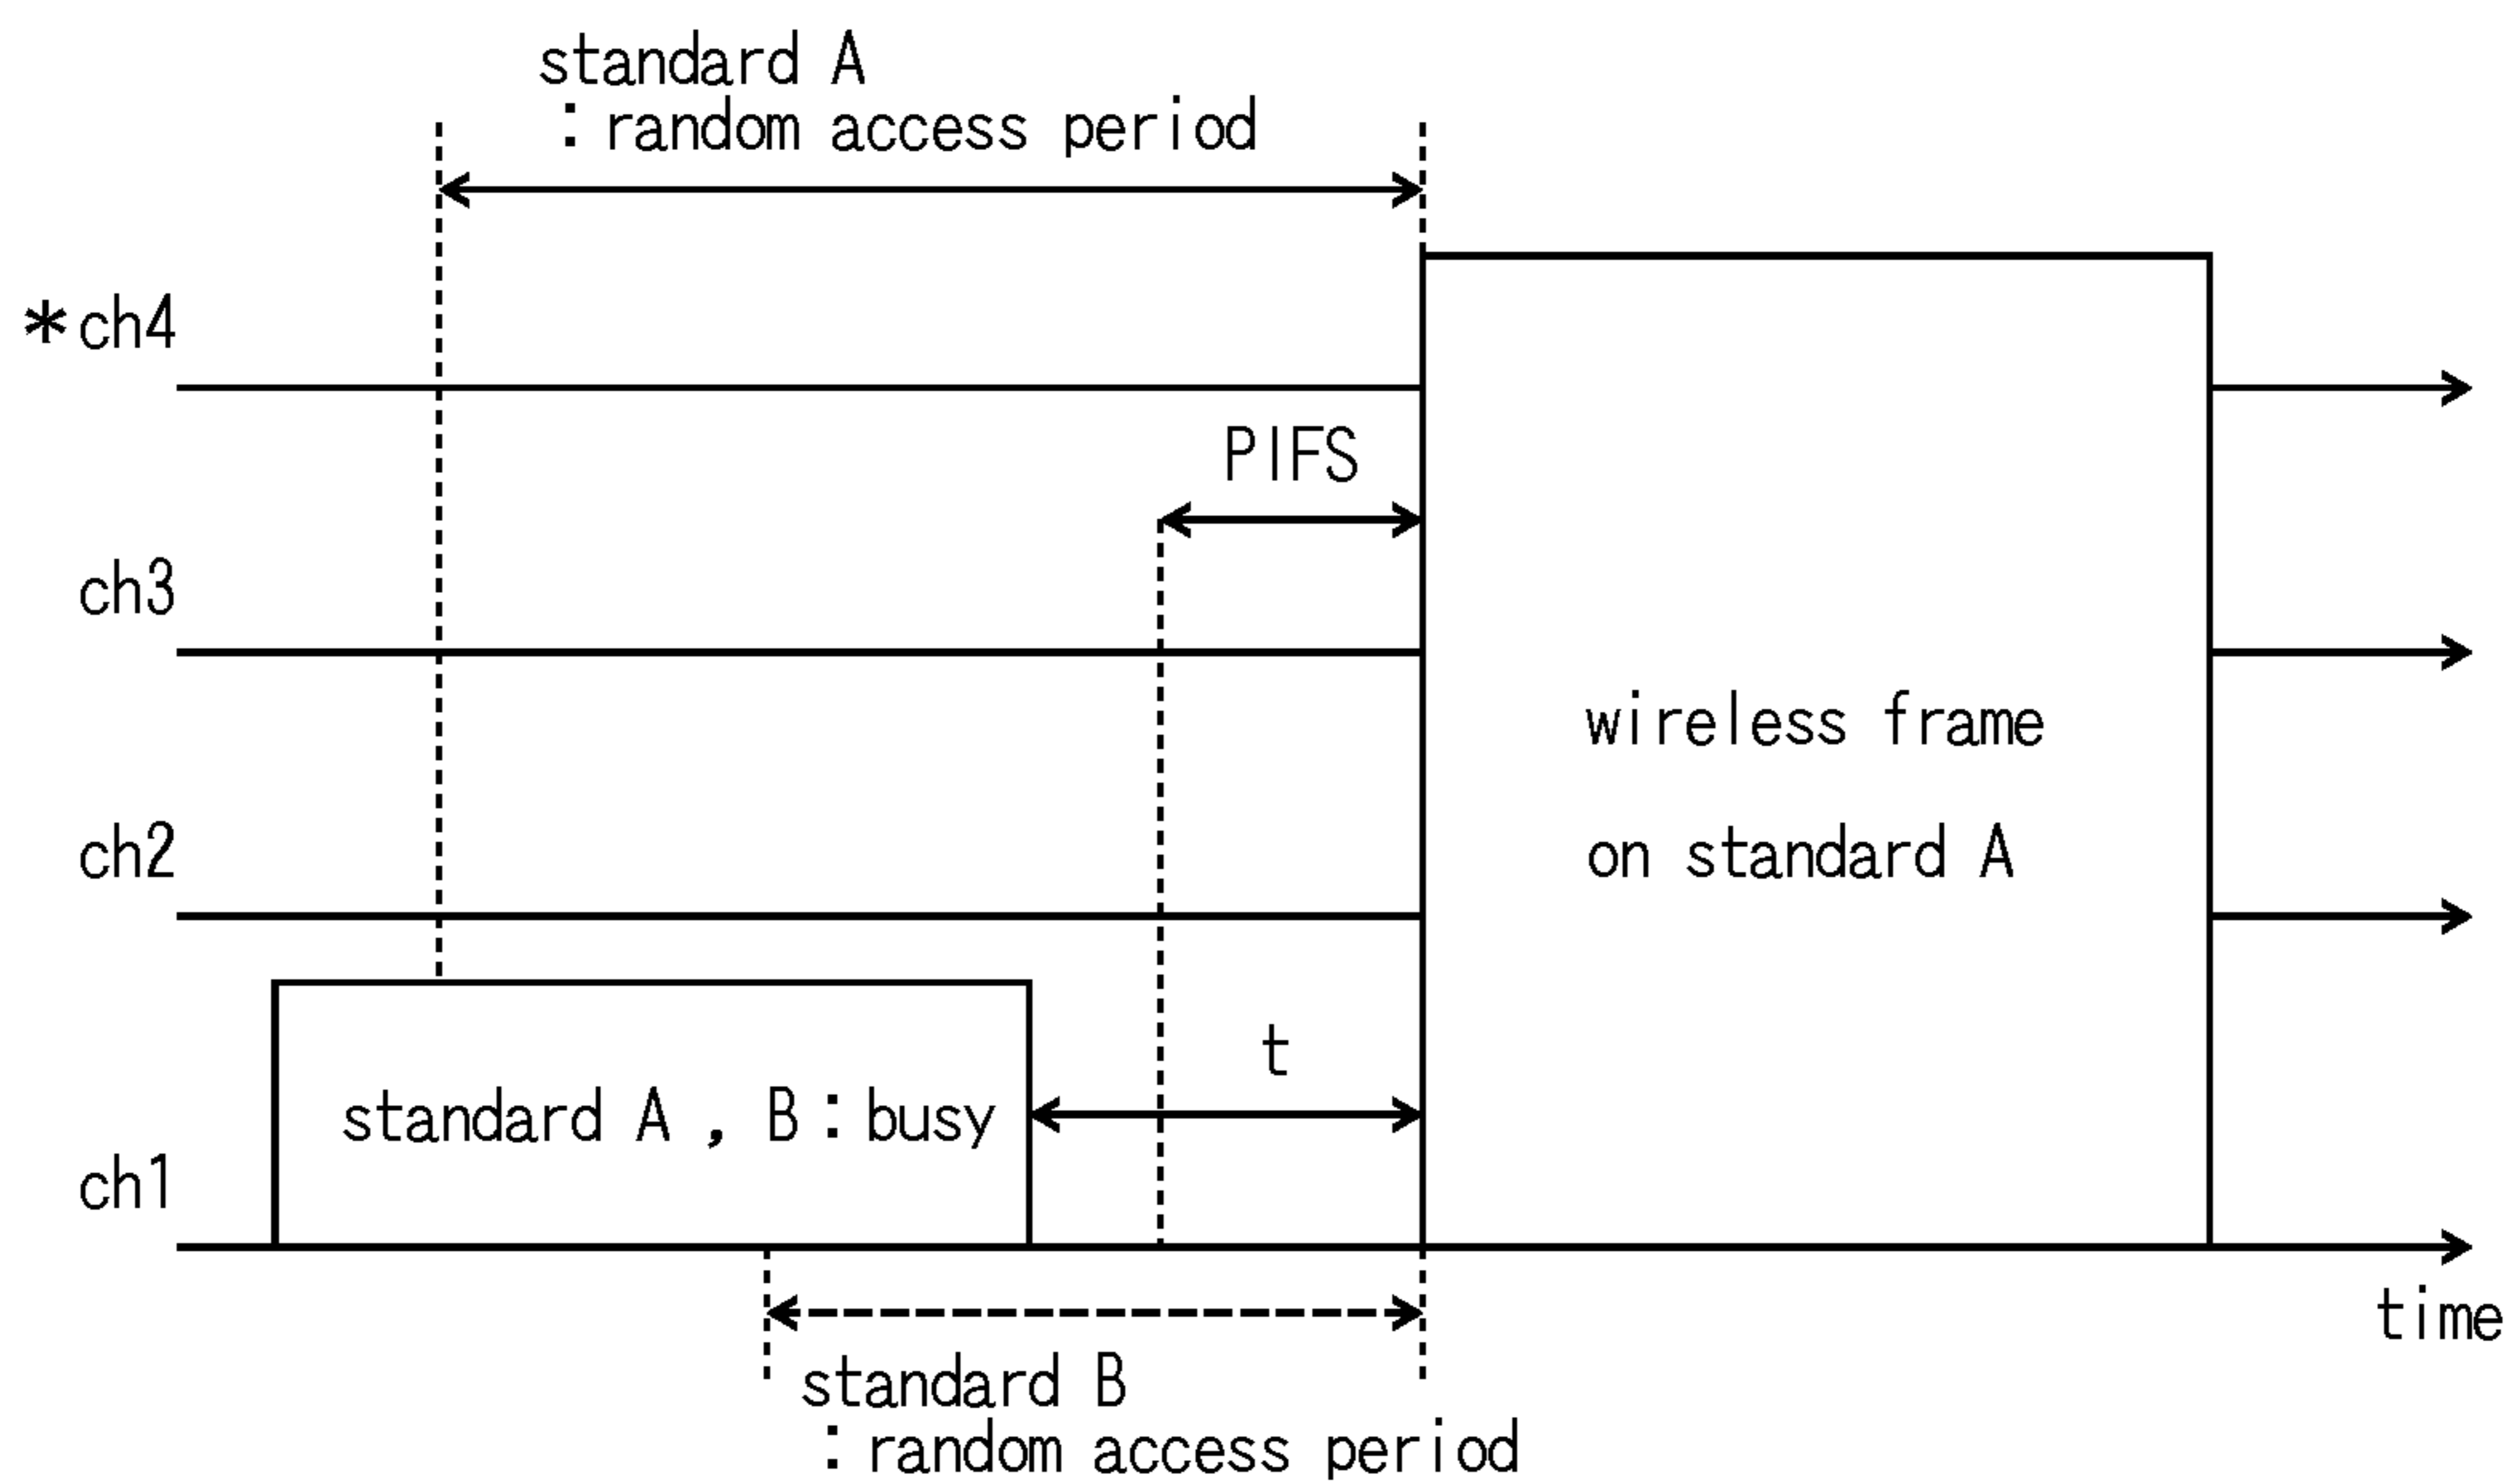 standard A
: random access period
*ch4
PIFS
ch3
wireless frame
ch2
on standard A
t
standard A , B : busy
ch1
time
standard B
: random access period